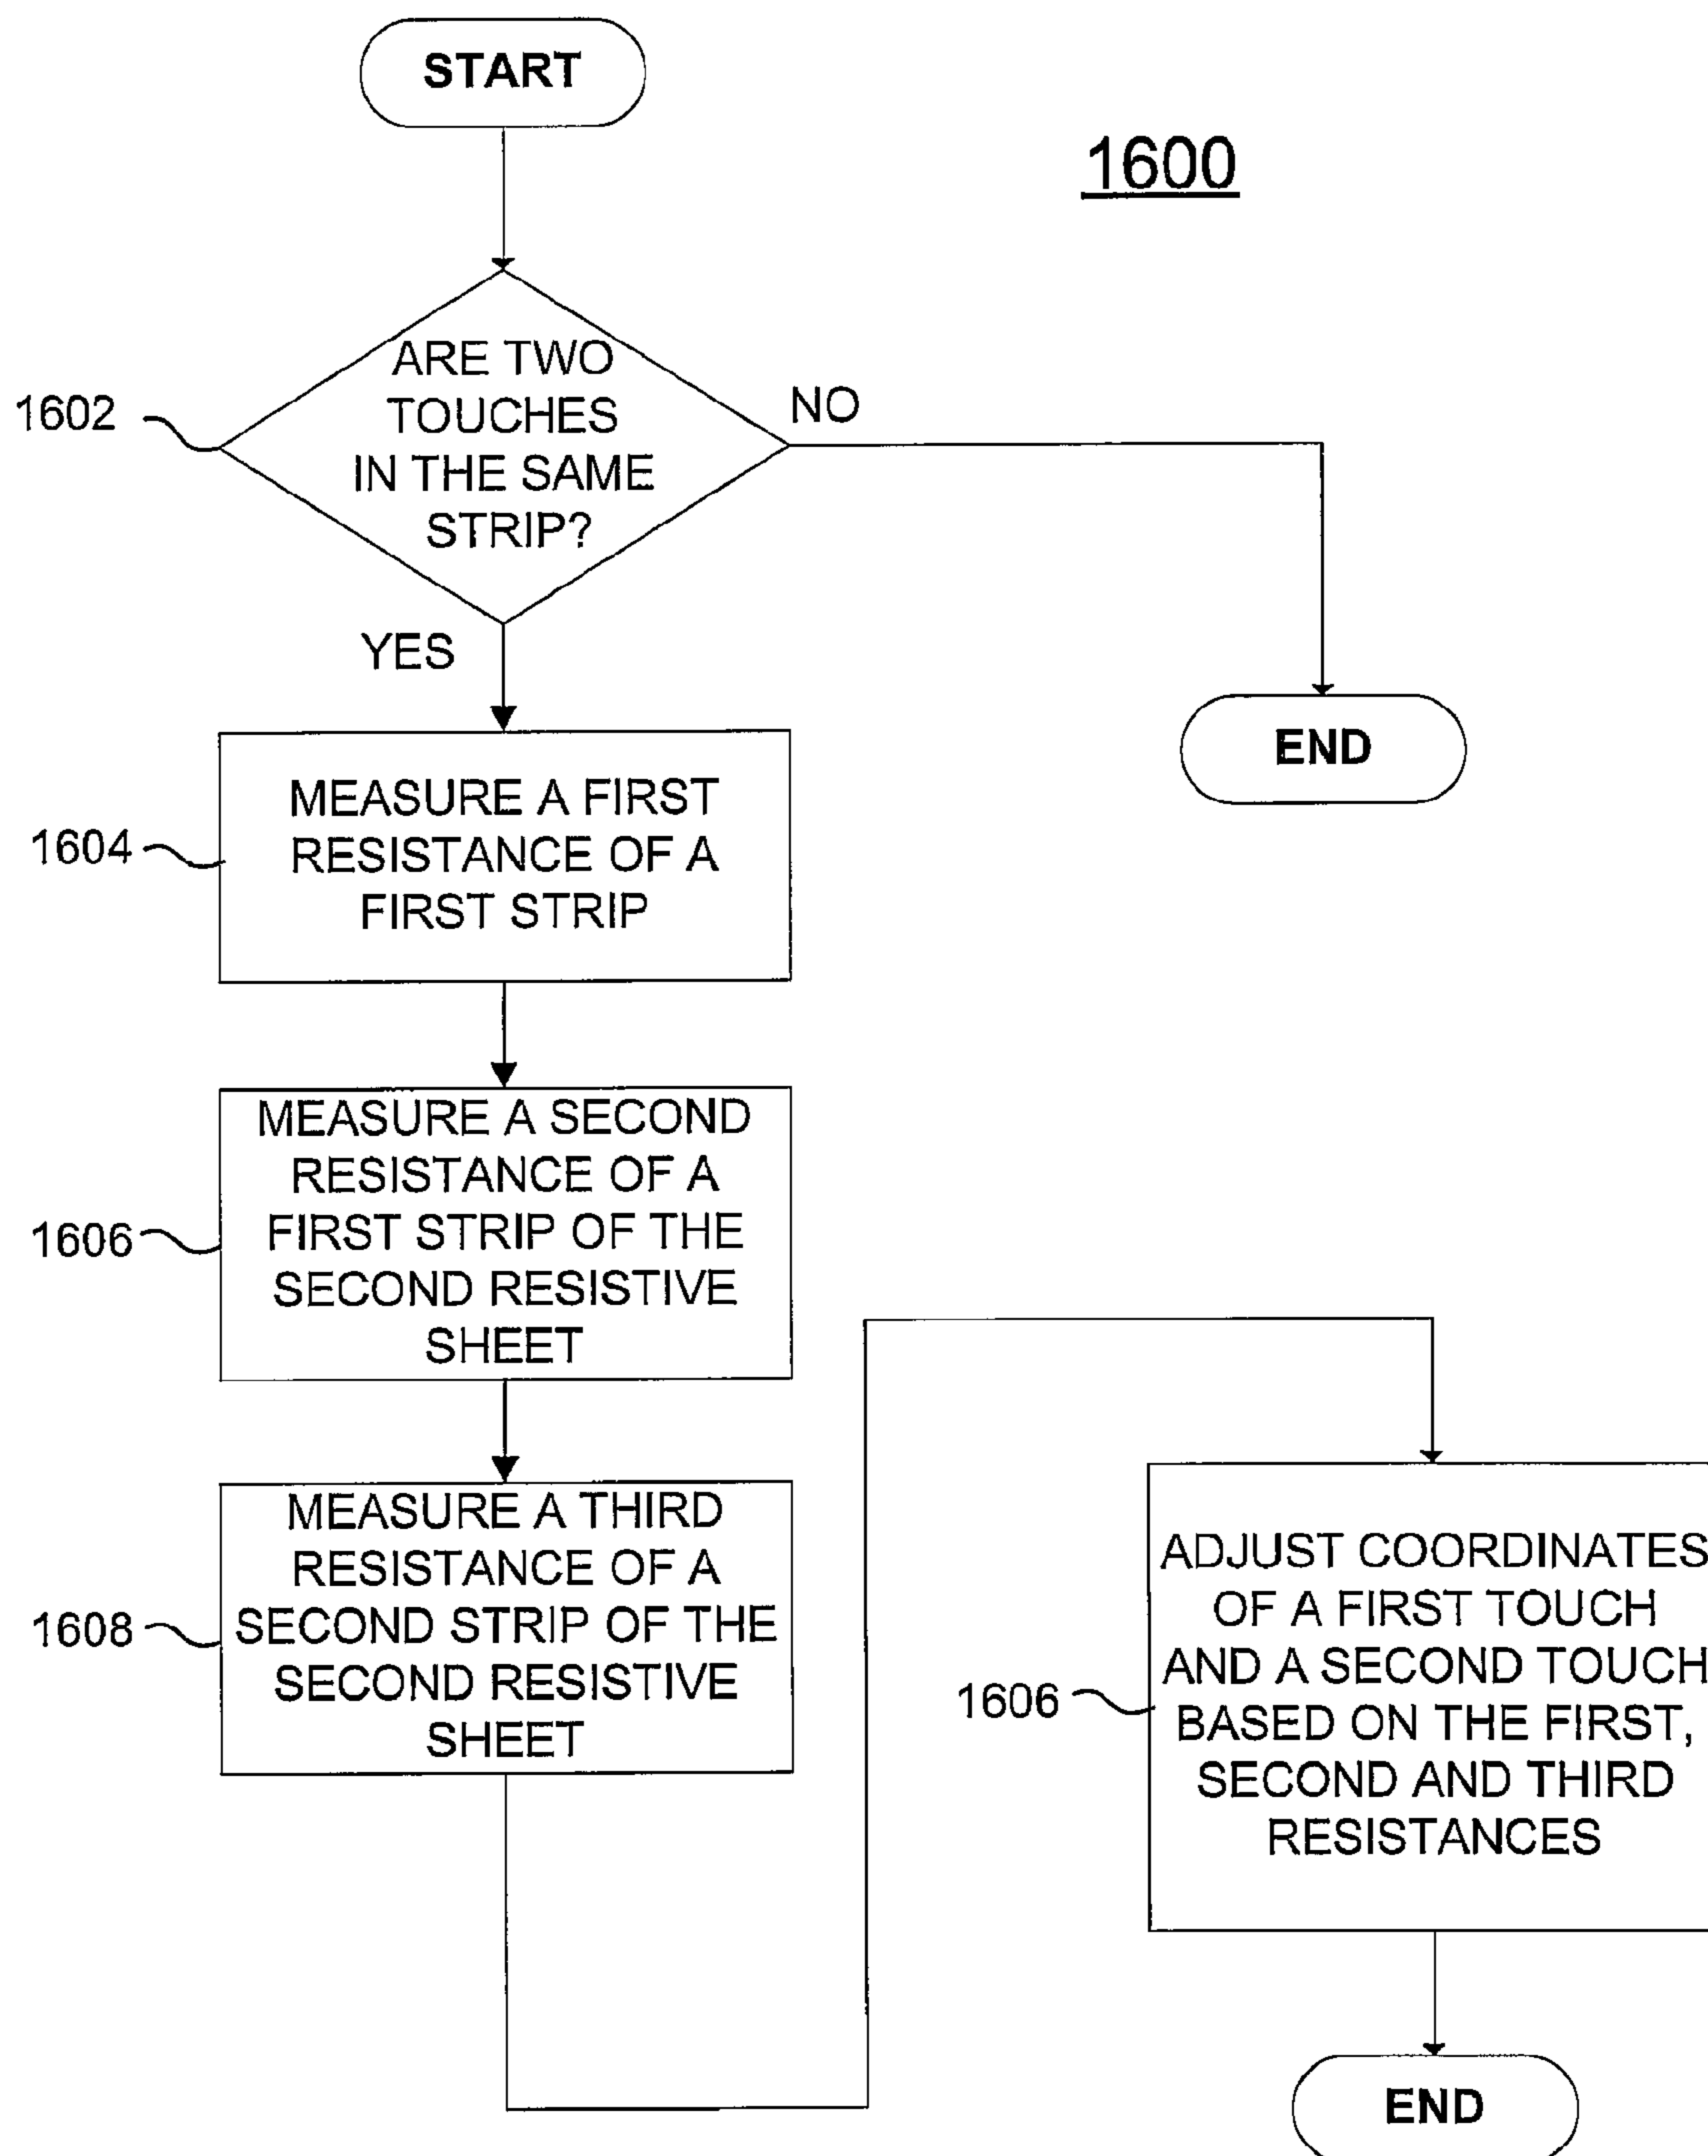 START
1600
1602
ARE TWO
TOUCHES
IN THE SAME
STRIP?
NO
YES
END
1604
MEASURE A FIRST
RESISTANCE OF A
FIRST STRIP
1606
MEASURE A SECOND
RESISTANCE OF A
FIRST STRIP OF THE
SECOND RESISTIVE
SHEET
1608
MEASURE A THIRD
RESISTANCE OF A
SECOND STRIP OF THE
SECOND RESISTIVE
SHEET
1606
ADJUST COORDINATES
OF A FIRST TOUCH
AND A SECOND TOUCH
BASED ON THE FIRST,
SECOND AND THIRD
RESISTANCES
END